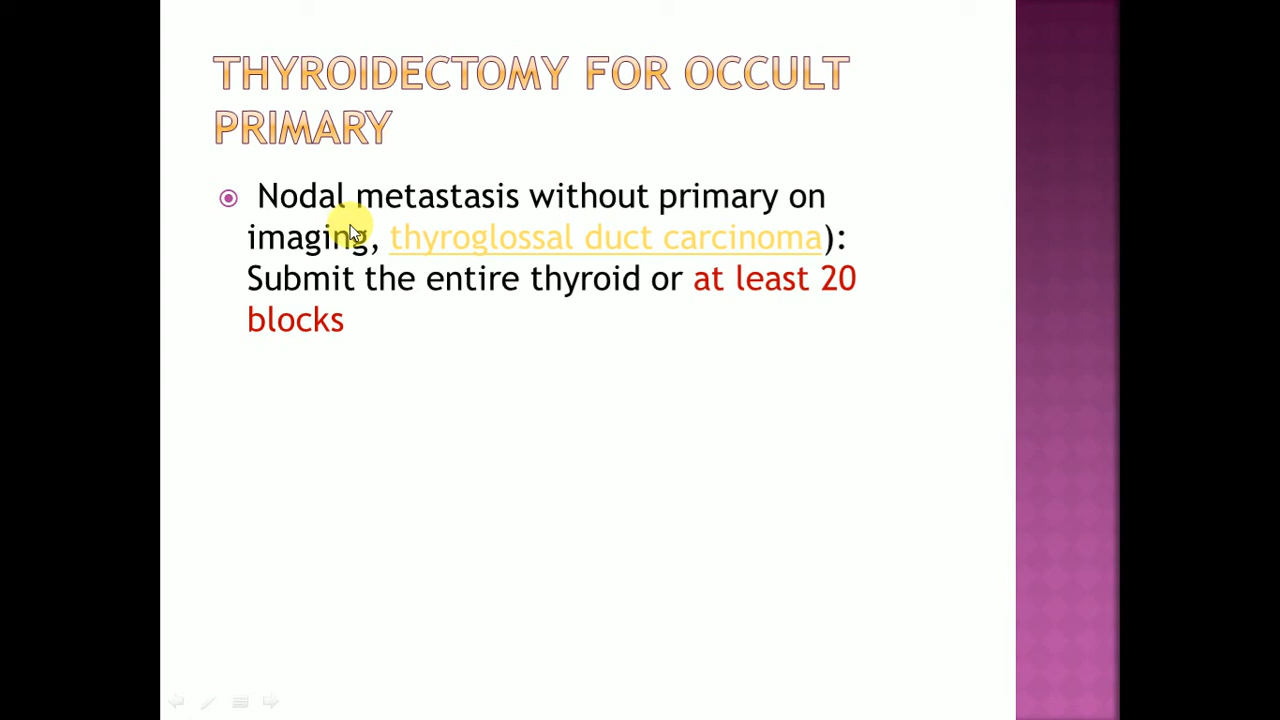 THYROIDECTOMY FOR OCCULT
PRIMARY
Nodal metastasis without primary on
imaging, thyroglossal duct carcinoma):
Submit the entire thyroid or at least 20
blocks